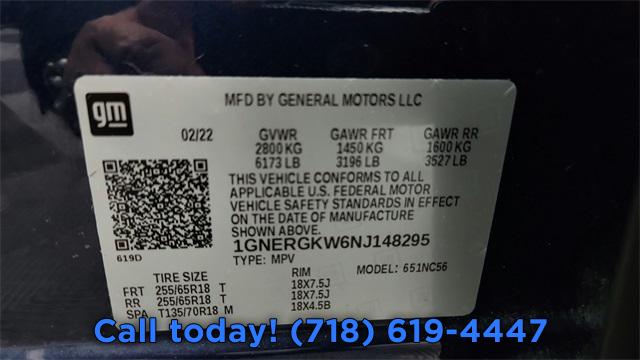 gm
MFD BY GENERAL MOTORS LLC
02/22 GVWR GAWR FRT GAWR RR
2800 KG 1450 KG 1600 KG
6173 LB 3196 LB 3527 LB
THIS VEHICLE CONFORMS TO ALL
APPLICABLE U.S. FEDERAL MOTOR
VEHICLE SAFETY STANDARDS IN EFFECT
ON THE DATE OF MANUFACTURE
SHOWN ABOVE.
619D
1GNERGKW6NJ148295
TYPE: MPV MODEL: 651NC56
TIRE SIZE RIM
FRT 255/65R18 T 18X7.5J
RR 255/65R18 T 18X7.5J
SPA T135/70R18 M 18X4.5B
Call today! (718) 619-4447